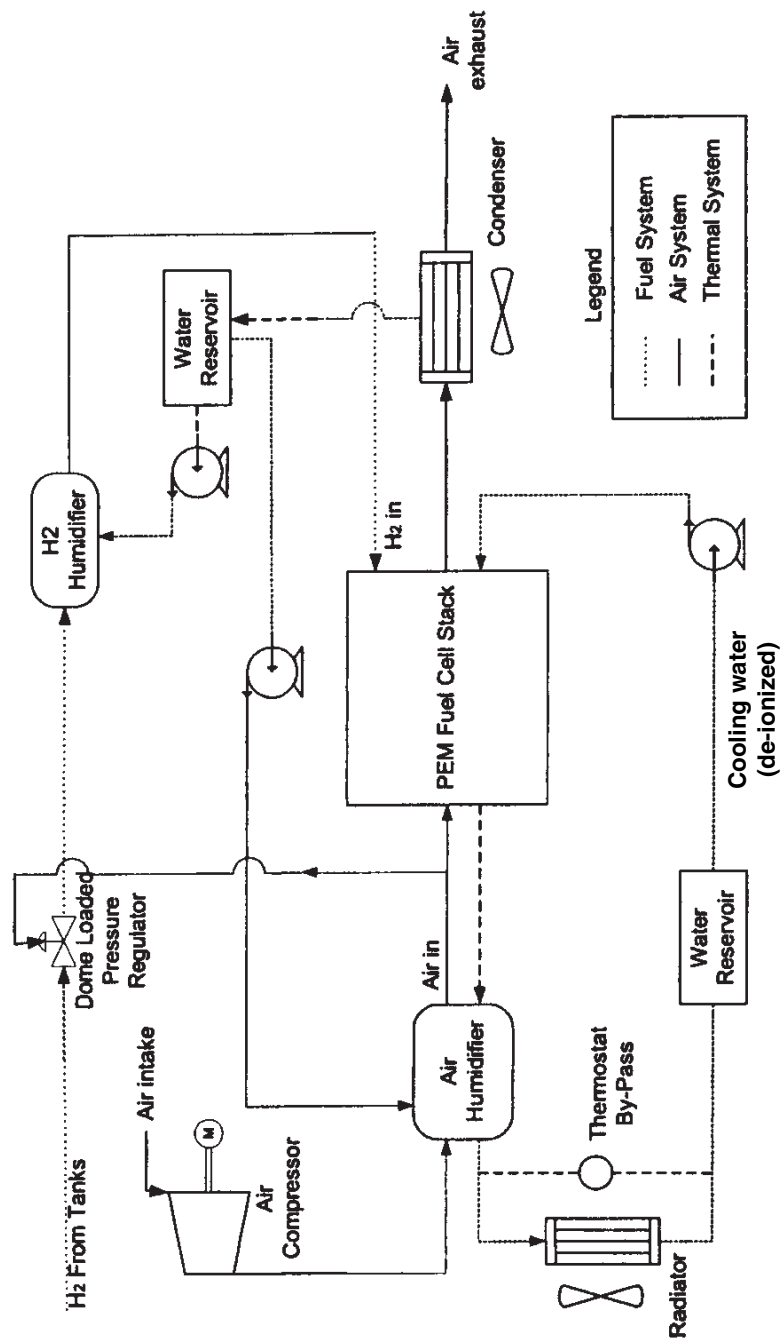 H2 From Tanks
Dome Loaded
Pressure
Regulator
H2
Humidifier
Air intake
M
Air
Compressor
Water
Reservoir
Air in
H2 in
Air
Humidifier
PEM Fuel Cell Stack
Condenser
Air
exhaust
Thermostat
By-Pass
Radiator
Water
Reservoir
Cooling water
(de-ionized)
Legend
Fuel System
Air System
Thermal System